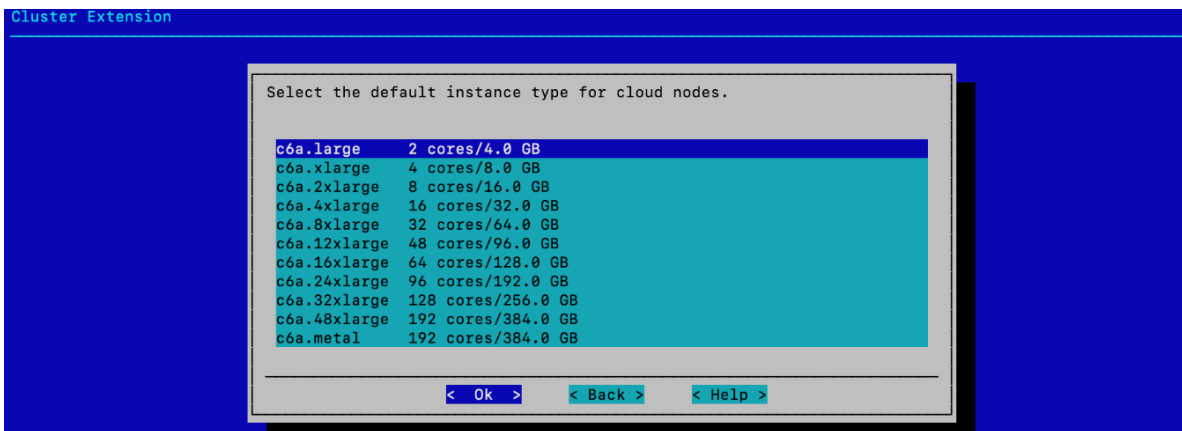 Cluster Extension
Select the default instance type for cloud nodes.
c6a.large 2 cores/4.0 GB
c6a.xlarge 4 cores/8.0 GB
c6a.2xlarge 8 cores/16.0 GB
c6a.4xlarge 16 cores/32.0 GB
c6a.8xlarge 32 cores/64.0 GB
c6a.12xlarge 48 cores/96.0 GB
c6a.16xlarge 64 cores/128.0 GB
c6a.24xlarge 96 cores/192.0 GB
c6a.32xlarge 128 cores/256.0 GB
c6a.48xlarge 192 cores/384.0 GB
c6a.metal 192 cores/384.0 GB
< Ok > < Back > < Help >